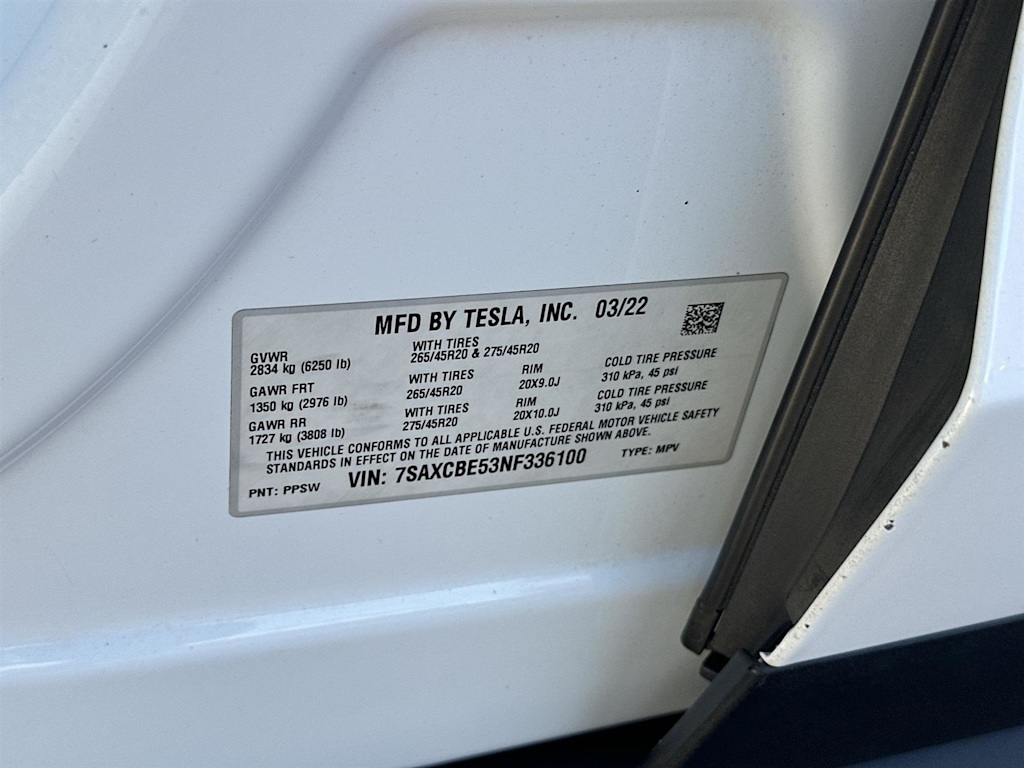 MFD BY TESLA, INC. 03/22
GVWR
2834 kg (6250 lb)
WITH TIRES
265/45R20 & 275/45R20
GAWR FRT
1350 kg (2976 lb)
WITH TIRES
265/45R20
RIM
20X9.0J
COLD TIRE PRESSURE
310 kPa, 45 psi
GAWR RR
1727 kg (3808 lb)
WITH TIRES
275/45R20
RIM
20X10.0J
COLD TIRE PRESSURE
310 kPa, 45 psi
THIS VEHICLE CONFORMS TO ALL APPLICABLE U.S. FEDERAL MOTOR VEHICLE SAFETY
STANDARDS IN EFFECT ON THE DATE OF MANUFACTURE SHOWN ABOVE.
PNT: PPSW VIN: 7SAXCBE53NF336100 TYPE: MPV